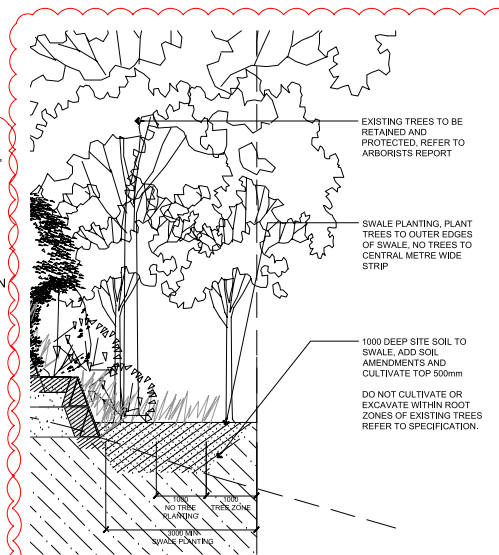 EXISTING TREES TO BE
RETAINED AND
PROTECTED, REFER TO
ARBORISTS REPORT
SWALE PLANTING, PLANT
TREES TO OUTER EDGES
OF SWALE, NO TREES TO
CENTRAL METRE WIDE
STRIP
N
1000 DEEP SITE SOIL TO
SWALE, ADD SOIL
AMENDMENTS AND
CULTIVATE TOP 500mm
DO NOT CULTIVATE OR
EXCAVATE WITHIN ROOT
ZONES OF EXISTING TREES
REFER TO SPECIFICATION.
1000
NO TREE
PLANTING
1000
TREE ZONE
3000 MIN
SWALE PLANTING